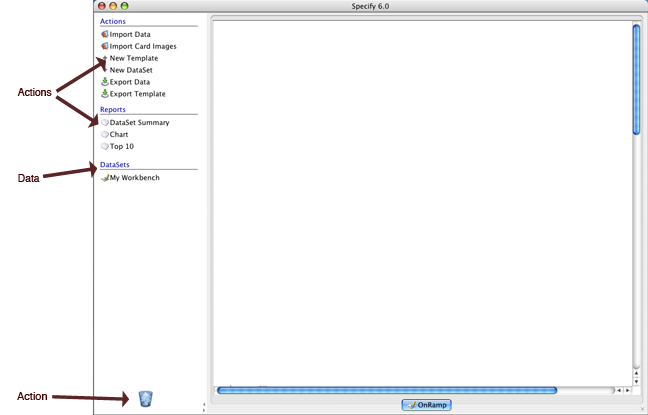 Specify 6.0
Actions
Import Data
Import Card Images
New Template
New DataSet
Export Data
Export Template
Reports
DataSet Summary
Chart
Top 10
DataSets
My Workbench
Actions
Data
Action
OnRamp